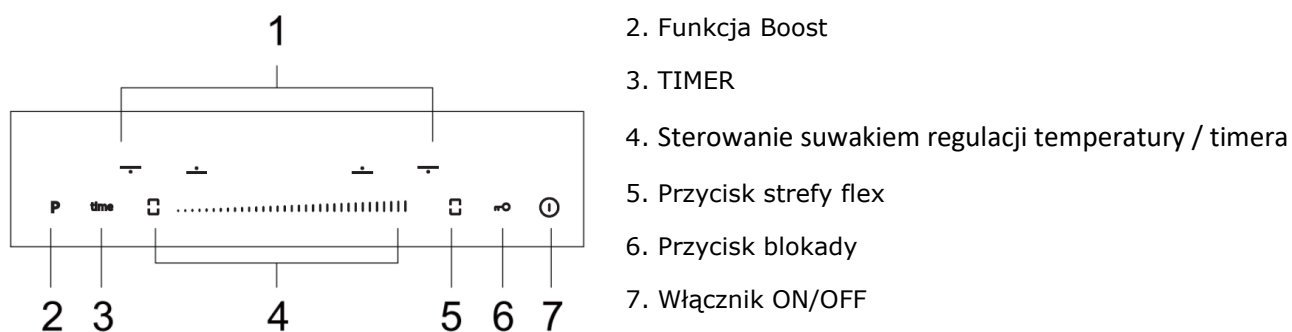 1
P time
2 3 4 5 6 7
2. Funkcja Boost
3. TIMER
4. Sterowanie suwakiem regulacji temperatury / timera
5. Przycisk strefy flex
6. Przycisk blokady
7. Włącznik ON/OFF